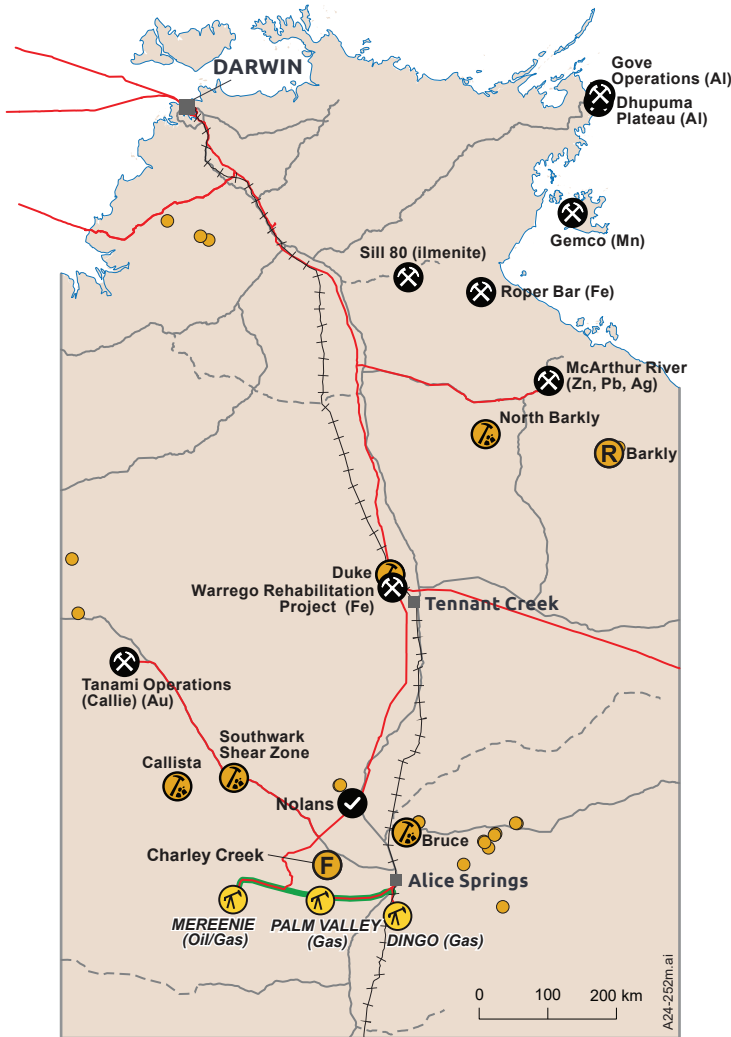 DARWIN
Gove
Operations (Al)
Dhupuma
Plateau (Al)
Gemco (Mn)
Sill 80 (ilmenite)
Roper Bar (Fe)
McArthur River
(Zn, Pb, Ag)
North Barkly
R
Barkly
Duke
Warrego Rehabilitation
Project (Fe)
Tennant Creek
Tanami Operations
(Callie) (Au)
Southwark
Shear Zone
Callista
Nolans
Bruce
Charley Creek
F
Alice Springs
MEREENIE
(Oil/Gas)
PALM VALLEY
(Gas)
DINGO (Gas)
0 100 200 km
A24-252m.ai